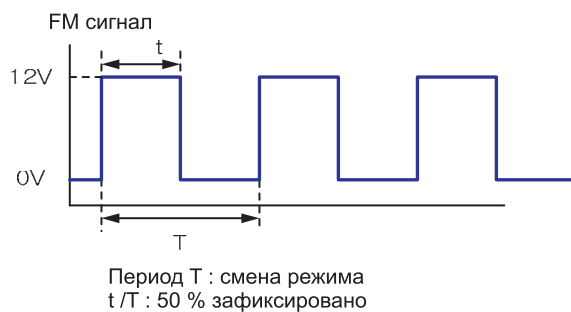 FM сигнал
t
12V
0V
T
Период T : смена режима
t /T : 50 % зафиксировано